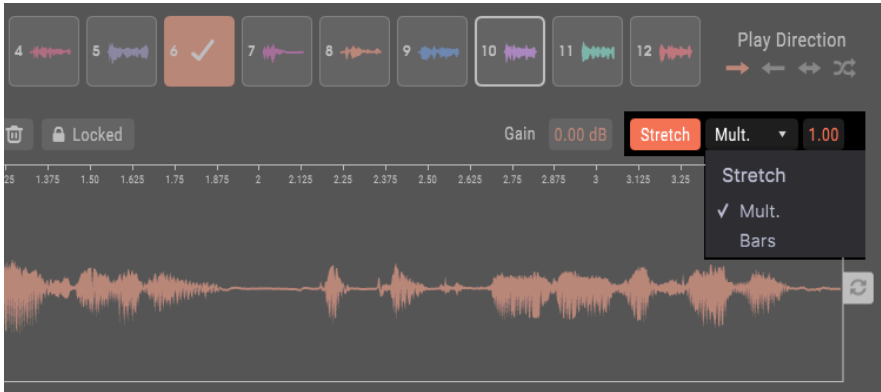 4 5 6 7 8 9 10 11 12
Play Direction
Locked
Gain 0.00 dB Stretch Mult. 1.00
25 1.375 1.50 1.625 1.75 1.875 2 2.125 2.25 2.375 2.50 2.625 2.75 2.875 3 3.125 3.25
Stretch
Mult.
Bars